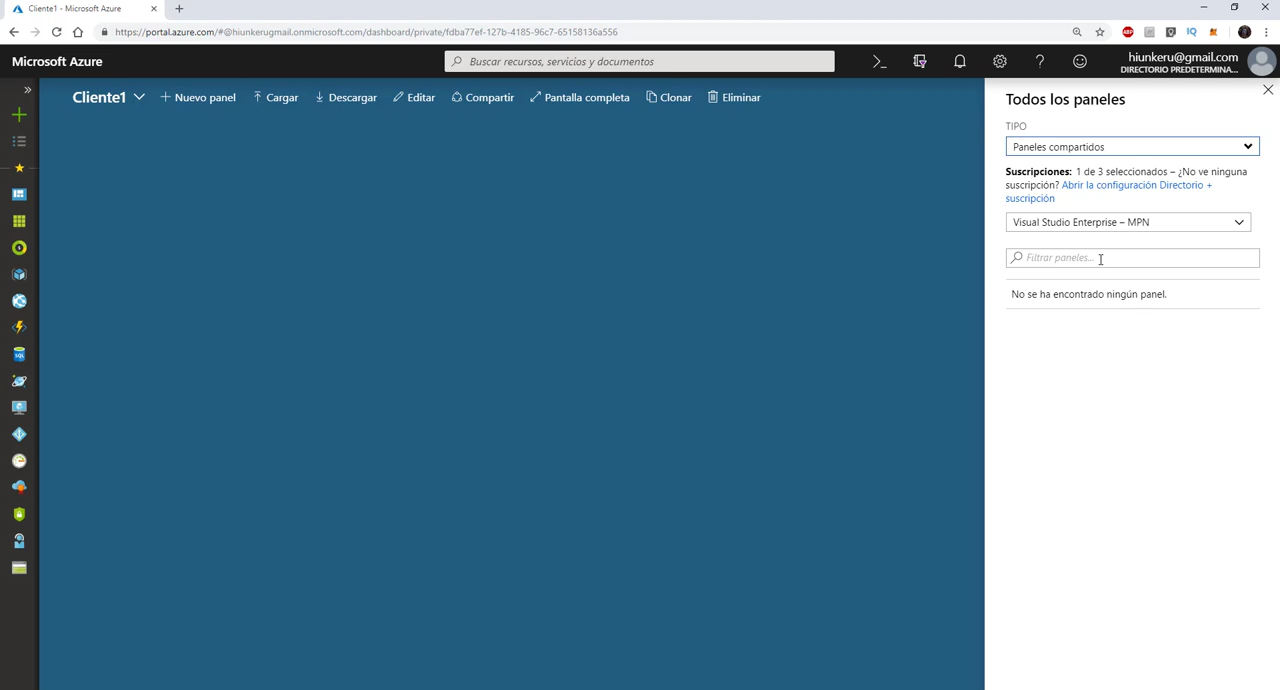 Cliente1 - Microsoft Azure
https://portal.azure.com/#@hiunkerugmail.onmicrosoft.com/dashboard/private/fdba77ef-127b-4185-96c7-65158136a556
ABP
IQ
Microsoft Azure
Buscar recursos, servicios y documentos
hiunkeru@gmail.com
DIRECTORIO PREDETERMINA...
Cliente1
Nuevo panel
Cargar
Descargar
Editar
Compartir
Pantalla completa
Clonar
Eliminar
Todos los paneles
TIPO
Paneles compartidos
Suscripciones: 1 de 3 seleccionados – ¿No ve ninguna
suscripción? Abrir la configuración Directorio +
suscripción
Visual Studio Enterprise – MPN
Filtrar paneles...
No se ha encontrado ningún panel.
SQL